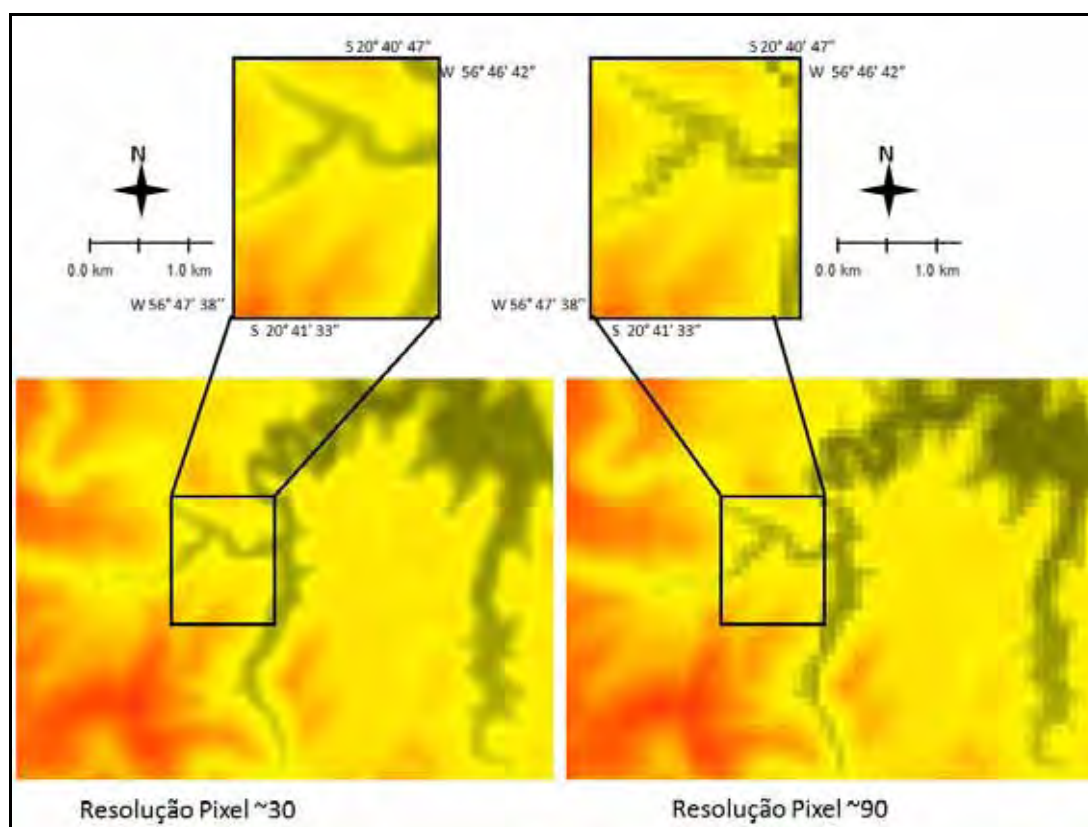 S 20° 40' 47"
W 56° 46' 42"
N
0.0 km 1.0 km
W 56° 47' 38"
S 20° 41' 33"
S 20° 40' 47"
W 56° 46' 42"
N
0.0 km 1.0 km
W 56° 47' 38"
S 20° 41' 33"
Resolução Pixel ~30
Resolução Pixel ~90